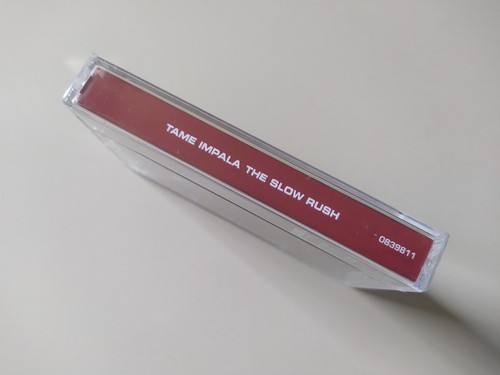 TAME IMPALA THE SLOW RUSH
0839811